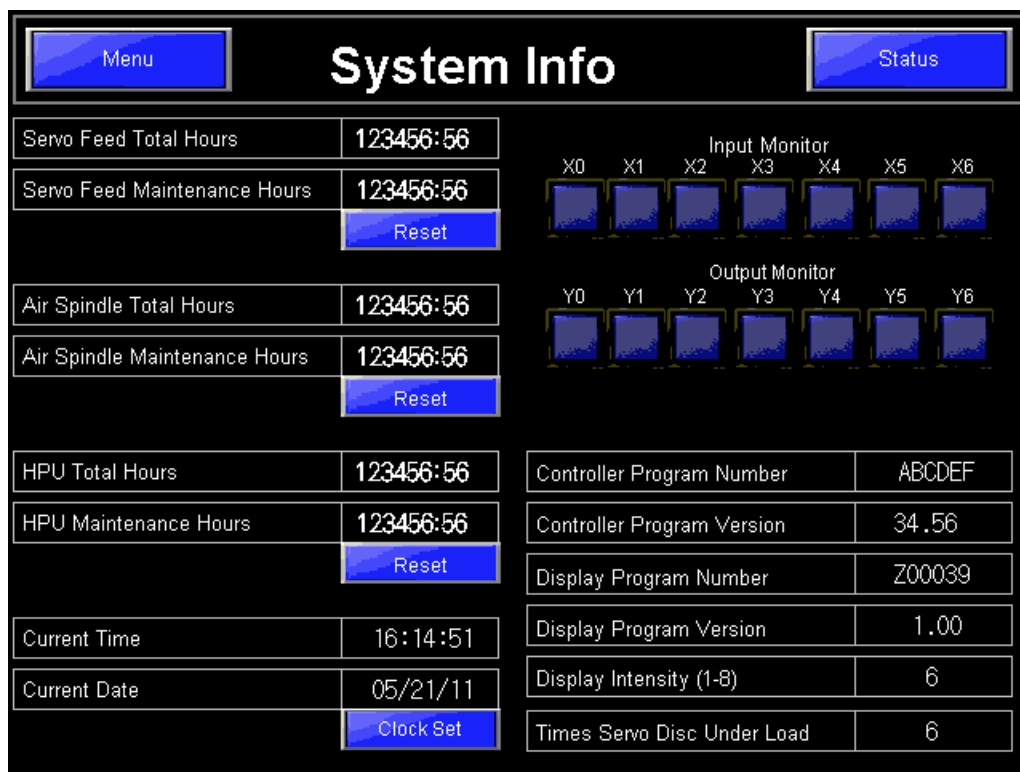 Menu
System Info
Status
Servo Feed Total Hours 123456:56
Servo Feed Maintenance Hours 123456:56
Reset
Air Spindle Total Hours 123456:56
Air Spindle Maintenance Hours 123456:56
Reset
HPU Total Hours 123456:56
HPU Maintenance Hours 123456:56
Reset
Current Time 16:14:51
Current Date 05/21/11
Clock Set
Input Monitor
X0 X1 X2 X3 X4 X5 X6
Output Monitor
Y0 Y1 Y2 Y3 Y4 Y5 Y6
Controller Program Number ABCDEF
Controller Program Version 34.56
Display Program Number Z00039
Display Program Version 1.00
Display Intensity (1-8) 6
Times Servo Disc Under Load 6